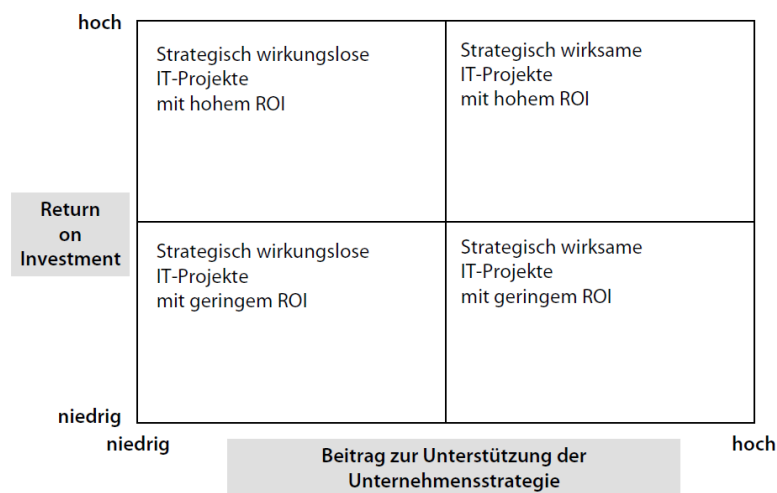 hoch
Strategisch wirkungslose
IT-Projekte
mit hohem ROI
Strategisch wirksame
IT-Projekte
mit hohem ROI
Return
on
Investment
Strategisch wirkungslose
IT-Projekte
mit geringem ROI
Strategisch wirksame
IT-Projekte
mit geringem ROI
niedrig
niedrig
Beitrag zur Unterstützung der
Unternehmensstrategie
hoch